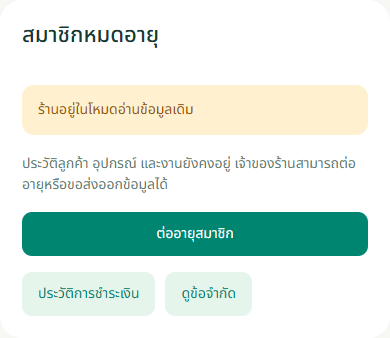 สมาชิกหมดอายุ
ร้านอยู่ในโหมดอ่านข้อมูลเดิม
ประวัติลูกค้า อุปกรณ์ และงานยังคงอยู่ เจ้าของร้านสามารถต่อ
อายุหรือขอส่งออกข้อมูลได้
ต่ออายุสมาชิก
ประวัติการชำระเงิน
ดูข้อจำกัด